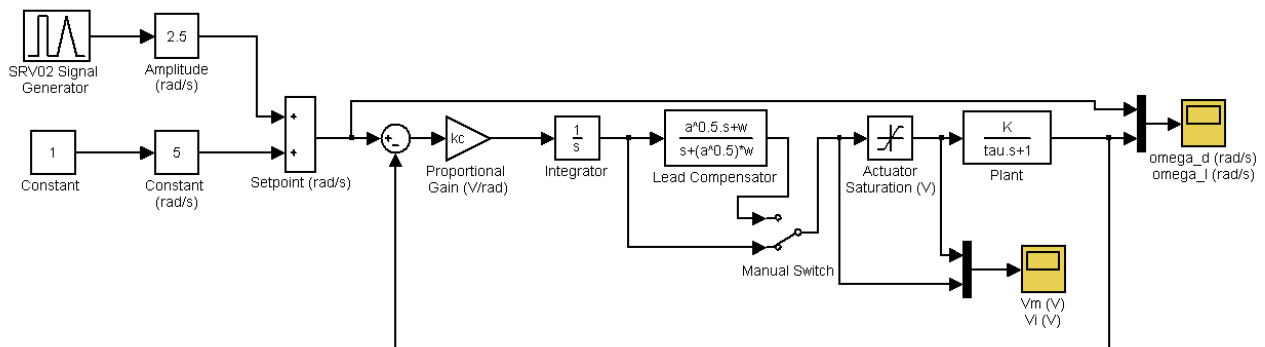 SRV02 Signal
Generator
2.5
Amplitude
(rad/s)
1
Constant
5
Constant
(rad/s)
+
+
Setpoint (rad/s)
+
−
kc
Proportional
Gain (V/rad)
1
s
Integrator
a^0.5.s+w
s+(a^0.5)*w
Lead Compensator
Manual Switch
Actuator
Saturation (V)
K
tau.s+1
Plant
omega_d (rad/s)
omega_l (rad/s)
Vm (V)
Vi (V)